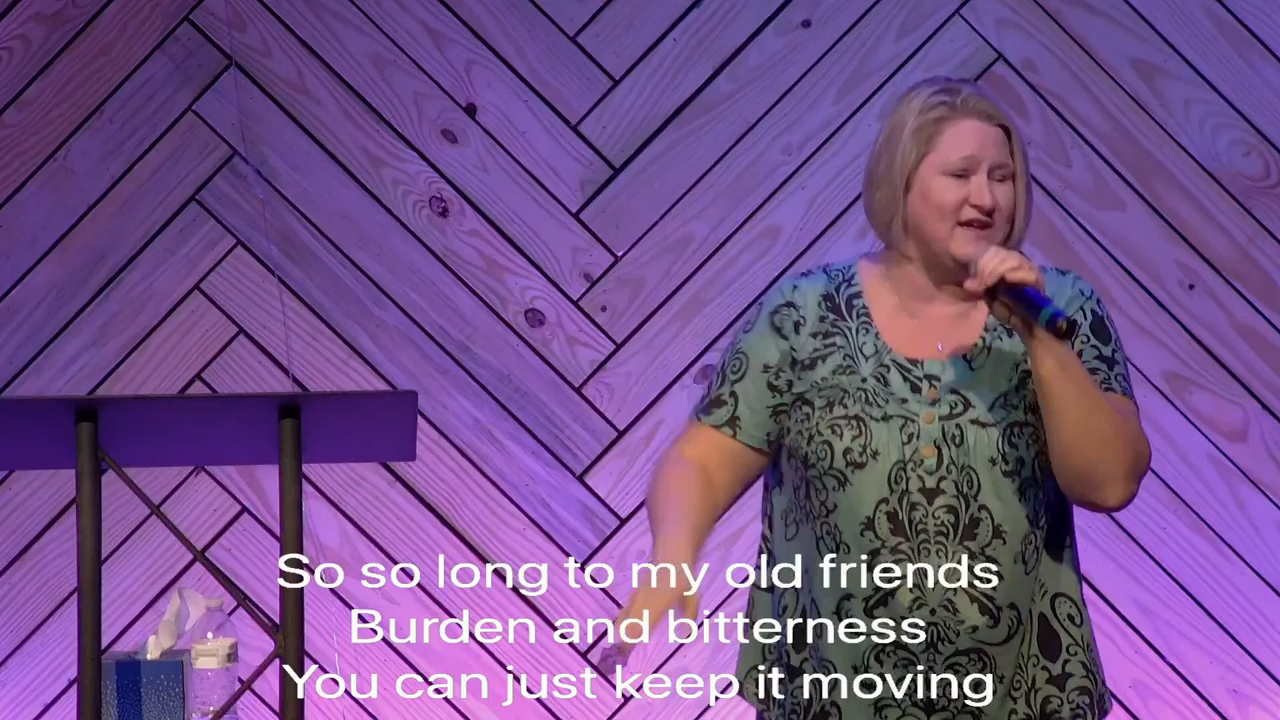 So so long to my old friends
Burden and bitterness
You can just keep it moving